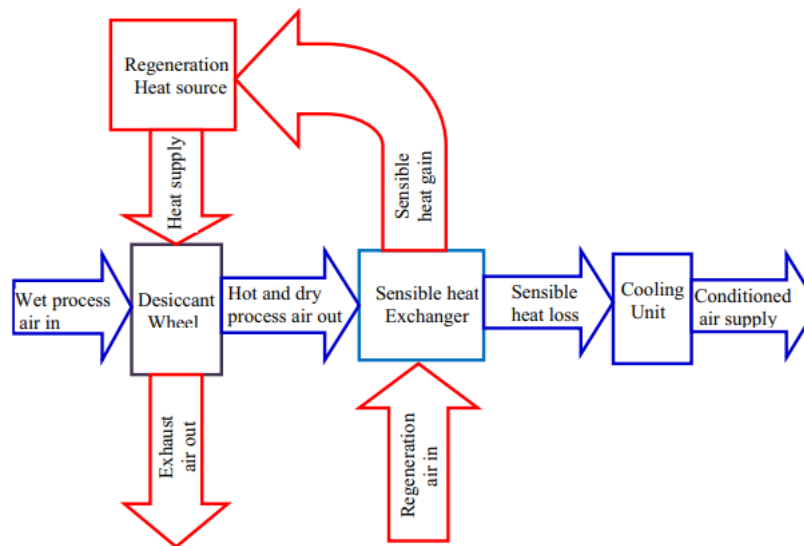 Regeneration
Heat source
Heat supply
Sensible
heat gain
Wet process
air in
Desiccant
Wheel
Hot and dry
process air out
Sensible heat
Exchanger
Sensible
heat loss
Cooling
Unit
Conditioned
air supply
Exhaust
air out
Regeneration
air in